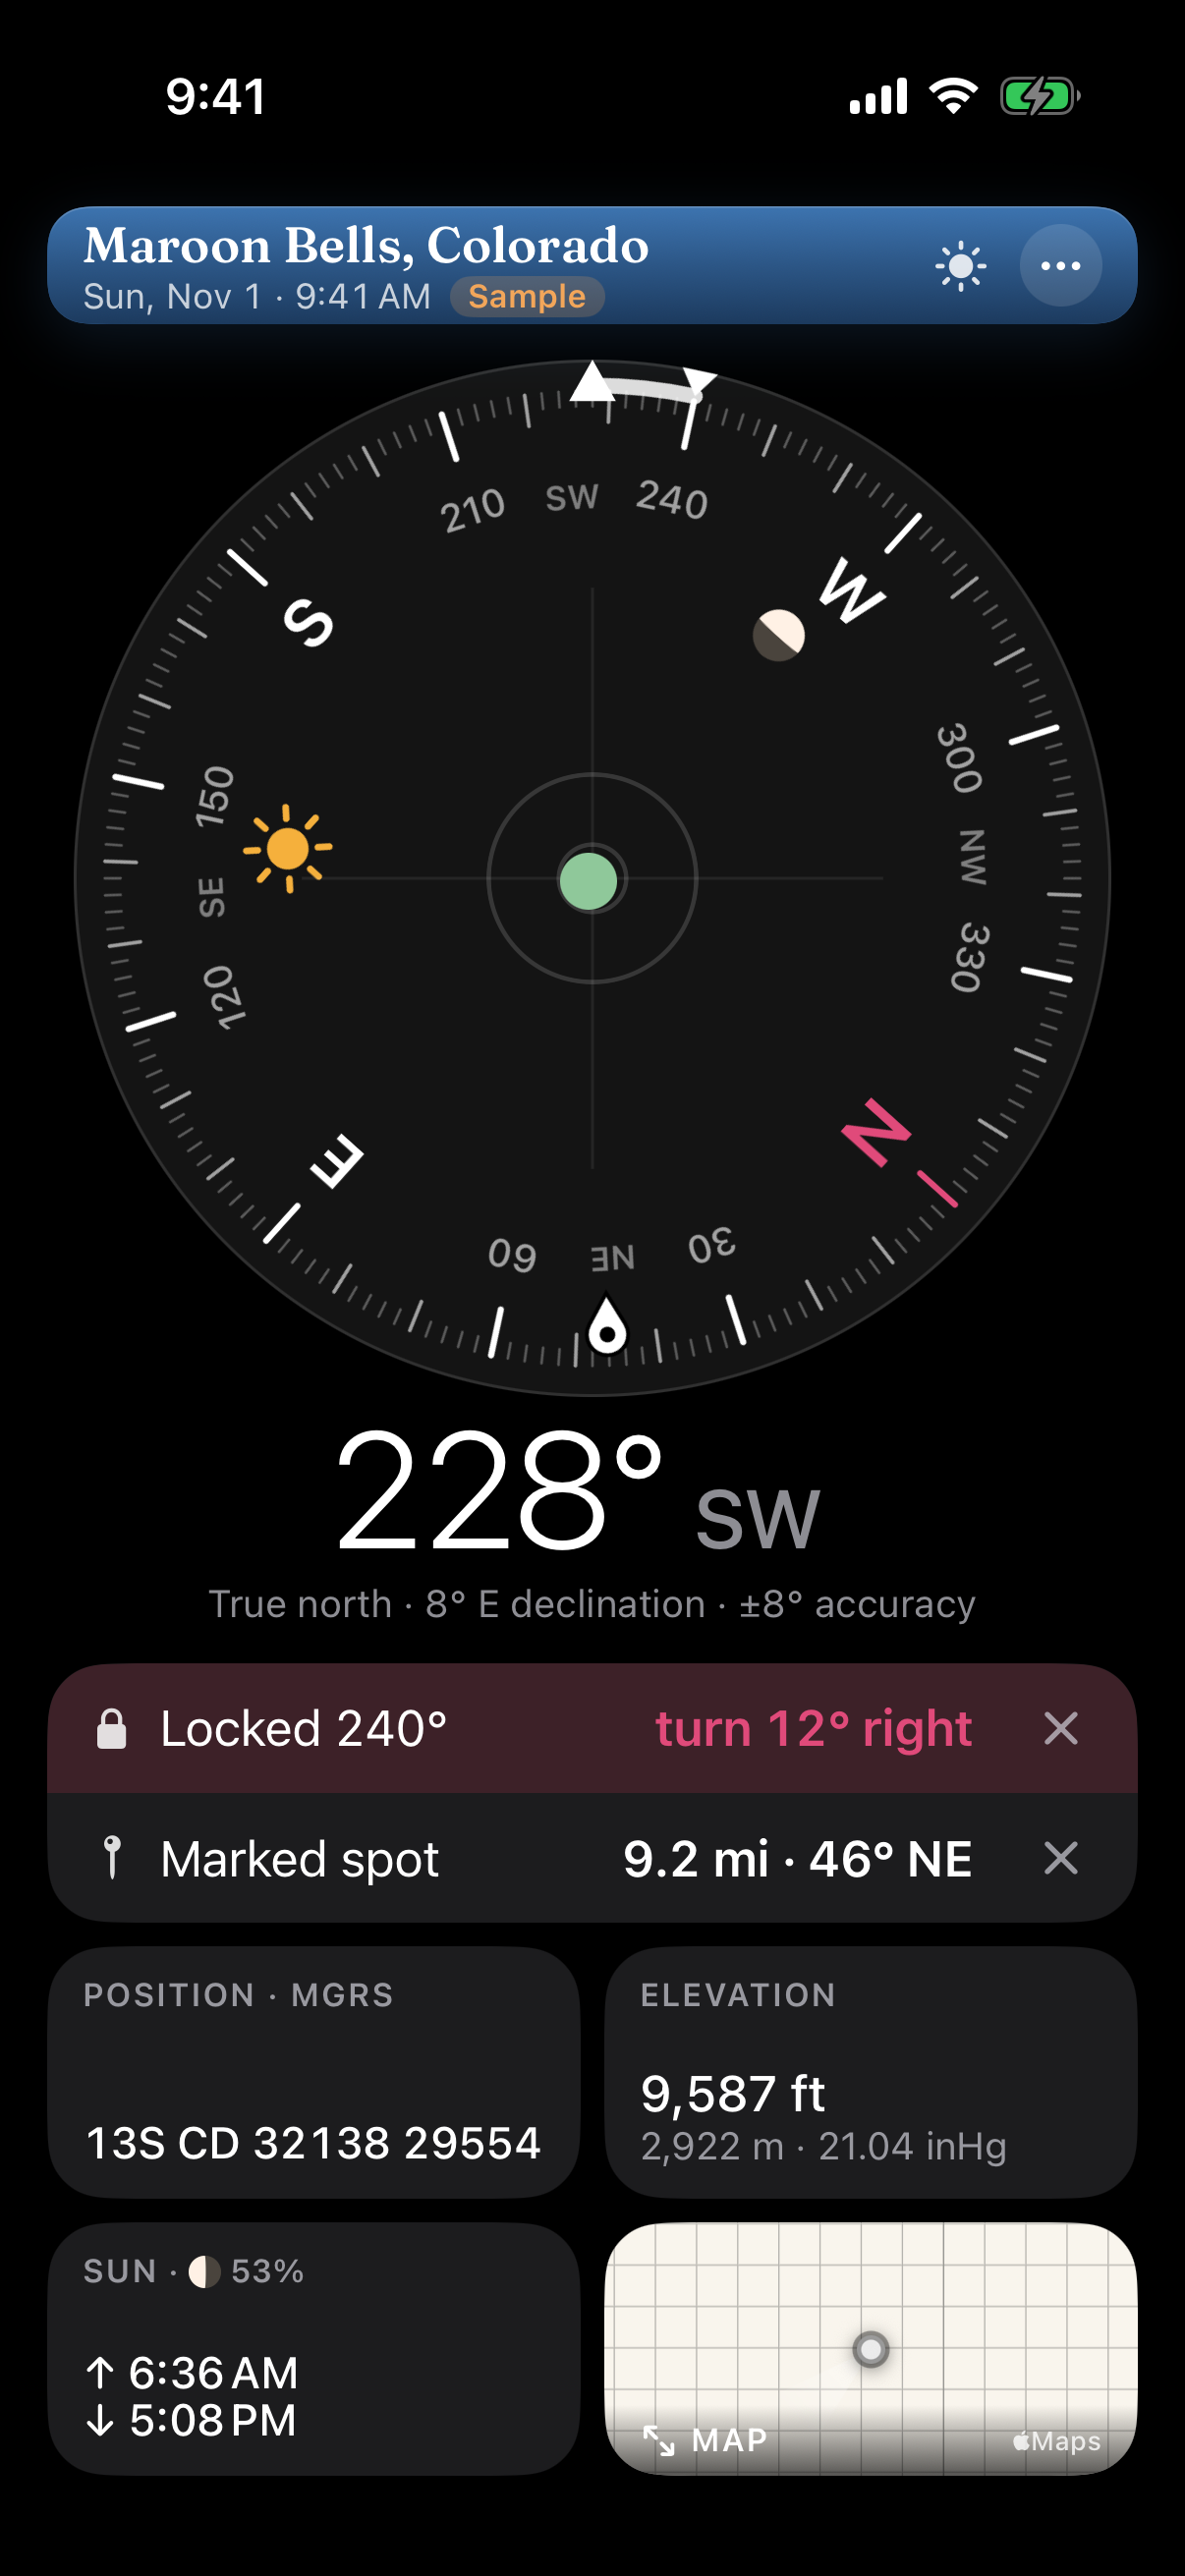 9:41
Maroon Bells, Colorado
Sun, Nov 1 · 9:41 AM Sample
210 SW 240
S W
150 300
SE NW
120 330
E N
60 NE 30
228° SW
True north · 8° E declination · ±8° accuracy
Locked 240° turn 12° right
Marked spot 9.2 mi · 46° NE
POSITION · MGRS
13S CD 32138 29554
ELEVATION
9,587 ft
2,922 m · 21.04 inHg
SUN · 53%
↑ 6:36 AM
↓ 5:08 PM
MAP
Maps